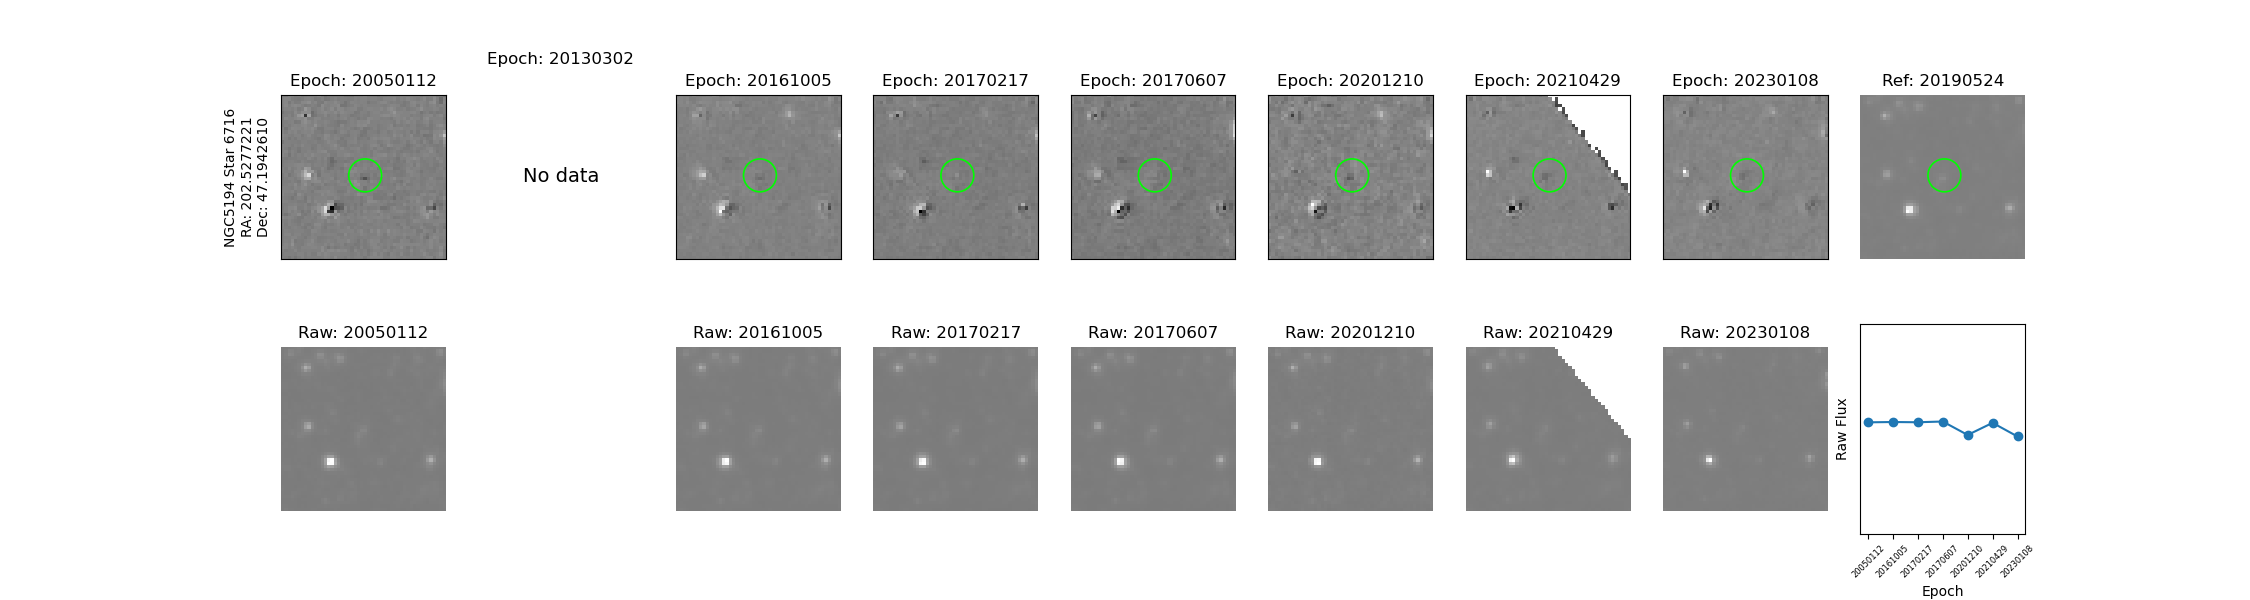 Epoch: 20130302
Epoch: 20050112
Epoch: 20161005
Epoch: 20170217
Epoch: 20170607
Epoch: 20201210
Epoch: 20210429
Epoch: 20230108
Ref: 20190524
NGC5194 Star 6716
RA: 202.5277221
Dec: 47.1942610
No data
Raw: 20050112
Raw: 20161005
Raw: 20170217
Raw: 20170607
Raw: 20201210
Raw: 20210429
Raw: 20230108
Raw Flux
20050112
20161005
20170217
20170607
20201210
20210429
20230108
Epoch